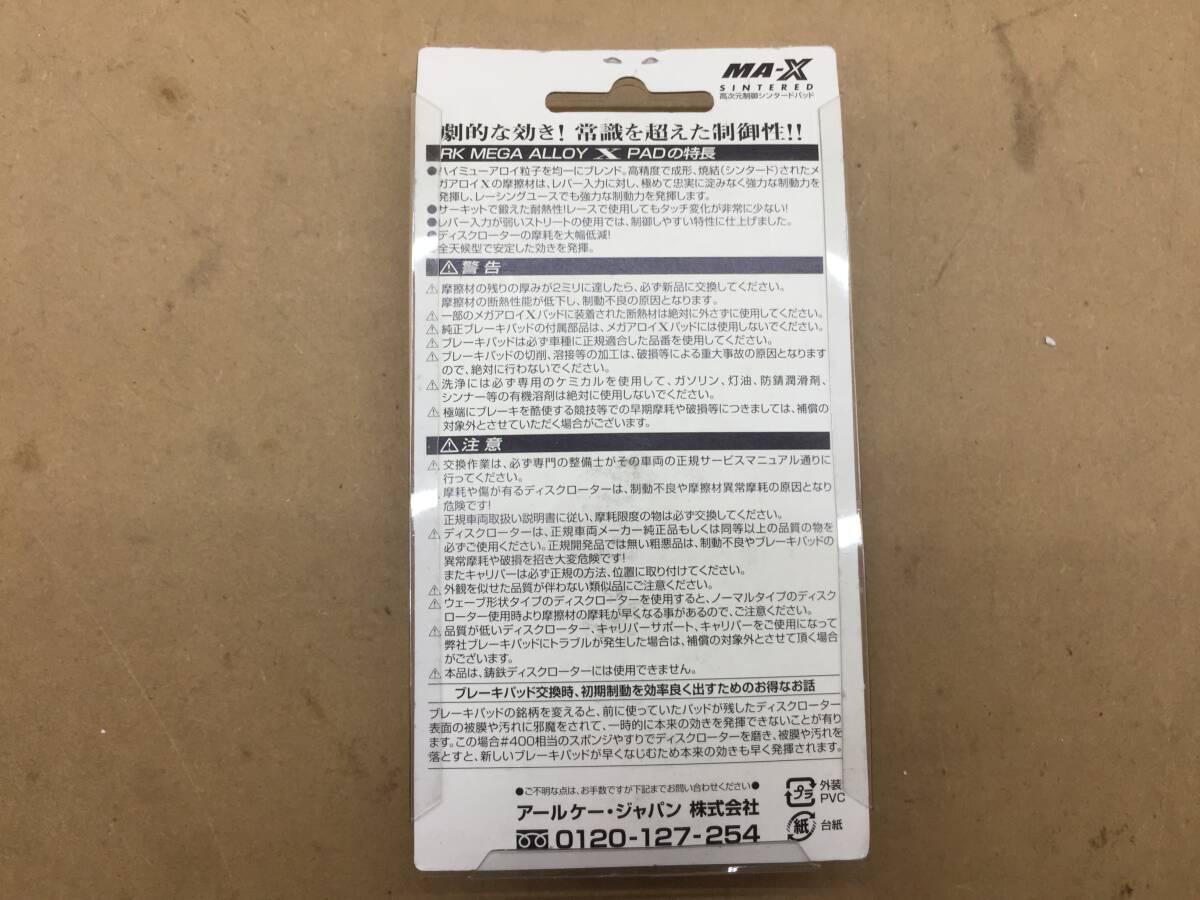 MA-X
SINTERED
高次元制御シンタードパッド
劇的な効き！常識を超えた制御性!!
RK MEGA ALLOY X PADの特長
●ハイミューアロイ粒子を均一にブレンド。高精度で成形、焼結(シンタード)されたメ
ガアロイXの摩擦材は、レバー入力に対し、極めて忠実に淀みなく強力な制動力を
発揮し、レーシングユースでも強力な制動力を発揮します。
●サーキットで鍛えた耐熱性!レースで使用してもタッチ変化が非常に少ない!
●レバー入力が弱いストリートの使用では、制御しやすい特性に仕上げました。
●ディスクローターの摩耗を大幅低減!
全天候型で安定した効きを発揮。
⚠警告
⚠摩擦材の残りの厚みが2ミリに達したら、必ず新品に交換してください。
摩擦材の断熱性能が低下し、制動不良の原因となります。
⚠一部のメガアロイXパッドに装着された断熱材は絶対に外さずに使用してください。
⚠純正ブレーキパッドの付属部品は、メガアロイXパッドには使用しないでください。
⚠ブレーキパッドは必ず車種に正規適合した品番を使用してください。
⚠ブレーキパッドの切削、溶接等の加工は、破損等による重大事故の原因となります
ので、絶対に行わないでください。
⚠洗浄には必ず専用のケミカルを使用して、ガソリン、灯油、防錆潤滑剤、
シンナー等の有機溶剤は絶対に使用しないでください。
⚠極端にブレーキを酷使する競技等での早期摩耗や破損等につきましては、補償の
対象外とさせていただく場合がございます。
⚠注意
⚠交換作業は、必ず専門の整備士がその車両の正規サービスマニュアル通りに
行ってください。
摩耗や傷が有るディスクローターは、制動不良や摩擦材異常摩耗の原因となり
危険です!
正規車両取扱い説明書に従い、摩耗限度の物は必ず交換してください。
⚠ディスクローターは、正規車両メーカー純正品もしくは同等以上の品質の物を
必ずご使用ください。正規開発品では無い粗悪品は、制動不良やブレーキパッドの
異常摩耗や破損を招き大変危険です!
またキャリパーは必ず正規の方法、位置に取り付けてください。
⚠外観を似せた品質が伴わない類似品にご注意ください。
⚠ウェーブ形状タイプのディスクローターを使用すると、ノーマルタイプのディスク
ローター使用時より摩擦材の摩耗が早くなる事があるので、ご注意ください。
⚠品質が低いディスクローター、キャリパーサポート、キャリパーをご使用になって
弊社ブレーキパッドにトラブルが発生した場合は、補償の対象外とさせて頂く場合
がございます。
⚠本品は、鋳鉄ディスクローターには使用できません。
ブレーキパッド交換時、初期制動を効率良く出すためのお得なお話
ブレーキパッドの銘柄を変えると、前に使っていたパッドが残したディスクローター
表面の被膜や汚れに邪魔をされて、一時的に本来の効きを発揮できないことが有り
ます。この場合#400相当のスポンジやすりでディスクローターを磨き、被膜や汚れを
落とすと、新しいブレーキパッドが早くなじむため本来の効きも早く発揮されます。
●ご不明な点は、お手数ですが下記までお問い合わせください●
アールケー・ジャパン 株式会社
0120-127-254
プラ 外装
PVC
紙 台紙